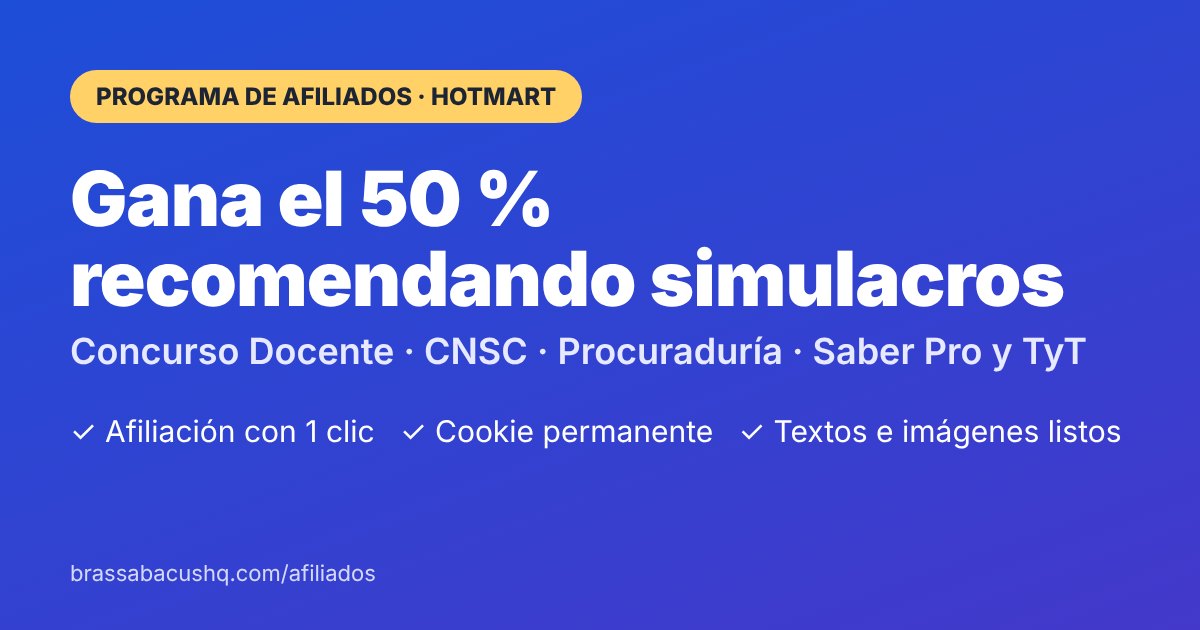 PROGRAMA DE AFILIADOS · HOTMART
Gana el 50 %
recomendando simulacros
Concurso Docente · CNSC · Procuraduría · Saber Pro y TyT
✓ Afiliación con 1 clic ✓ Cookie permanente ✓ Textos e imágenes listos
brassabacushq.com/afiliados